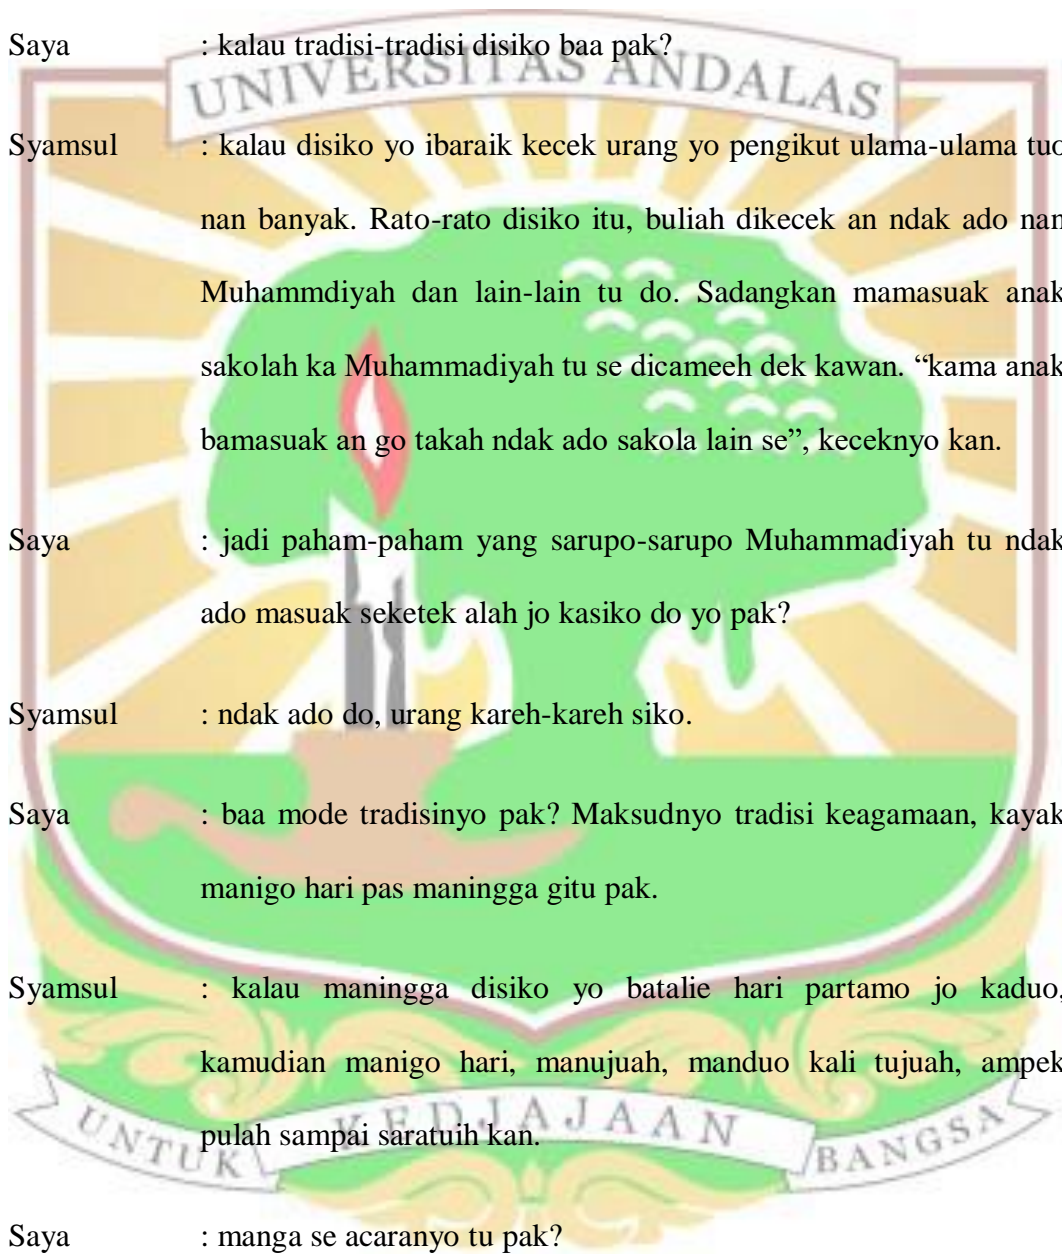 Saya : kalau tradisi-tradisi disiko baa pak?
UNIVERSITAS ANDALAS
Syamsul : kalau disiko yo ibaraik kecek urang yo pengikut ulama-ulama tuo
nan banyak. Rato-rato disiko itu, buliah dikecek an ndak ado nan
Muhammdiyah dan lain-lain tu do. Sadangkan mamasuak anak
sakolah ka Muhammadiyah tu se dicameeh dek kawan. “kama anak
bamasuak an go takah ndak ado sakola lain se”, keceknyo kan.
Saya : jadi paham-paham yang sarupo-sarupo Muhammadiyah tu ndak
ado masuak seketek alah jo kasiko do yo pak?
Syamsul : ndak ado do, urang kareh-kareh siko.
Saya : baa mode tradisinyo pak? Maksudnyo tradisi keagamaan, kayak
manigo hari pas maningga gitu pak.
Syamsul : kalau maningga disiko yo batalie hari partamo jo kaduo,
kamudian manigo hari, manujuah, manduo kali tujuah, ampek
pulah sampai saratuih kan.
UNTUK KEDJAJAAN BANGSA
Saya : manga se acaranyo tu pak?